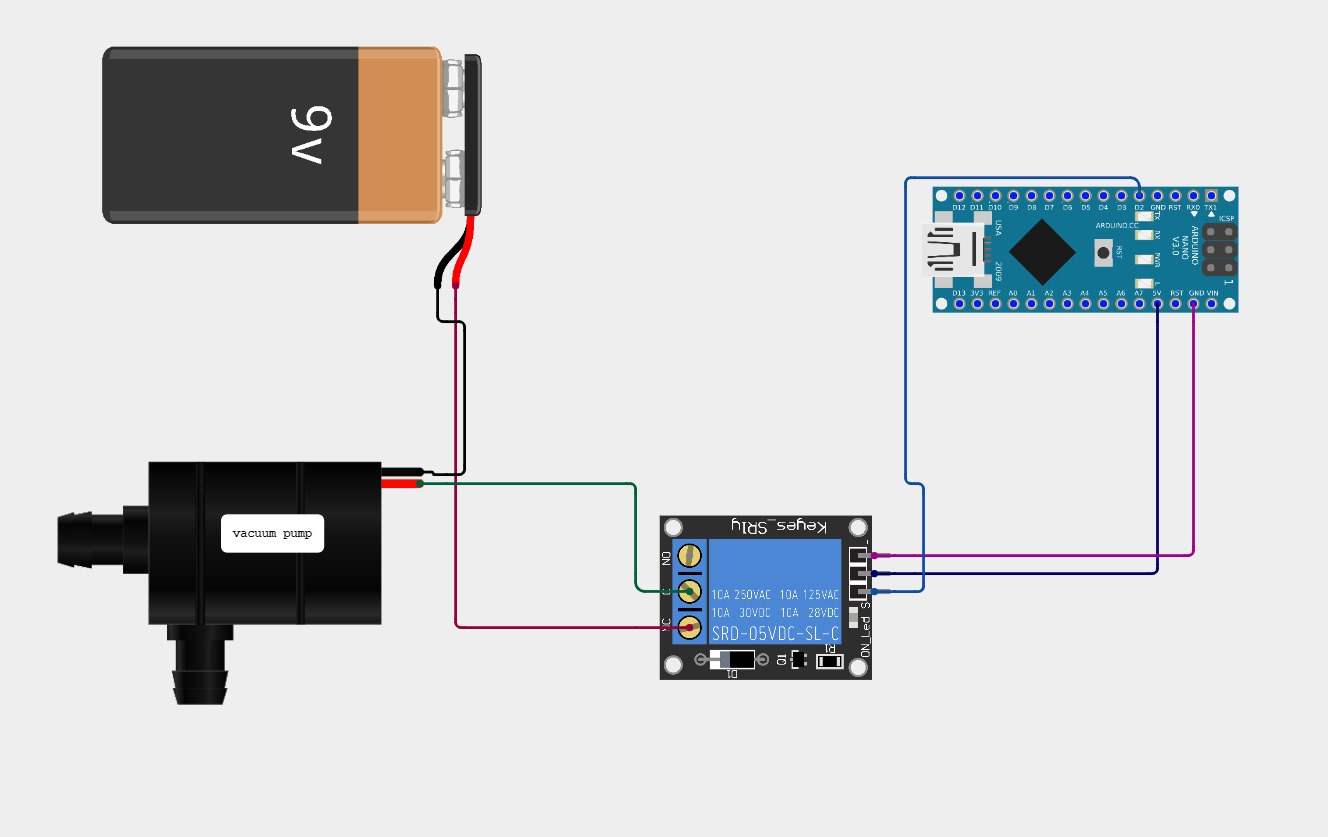 9v
D12 D11 D10 D9 D8 D7 D6 D5 D4 D3 D2 GND RST RX0 TX1
ICSP
TX
ARDUINO.CC
RX
RST
PWR
L
USA
2009
ARDUINO
NANO
V3.0
1
D13 3V3 REF A0 A1 A2 A3 A4 A5 A6 A7 5V RST GND VIN
vacuum pump
Keyes_SR1y
NO
C
NC
-
S
10A 250VAC 10A 125VAC
10A 30VDC 10A 28VDC
SRD-05VDC-SL-C
ON_Led
D1
Q1
R1